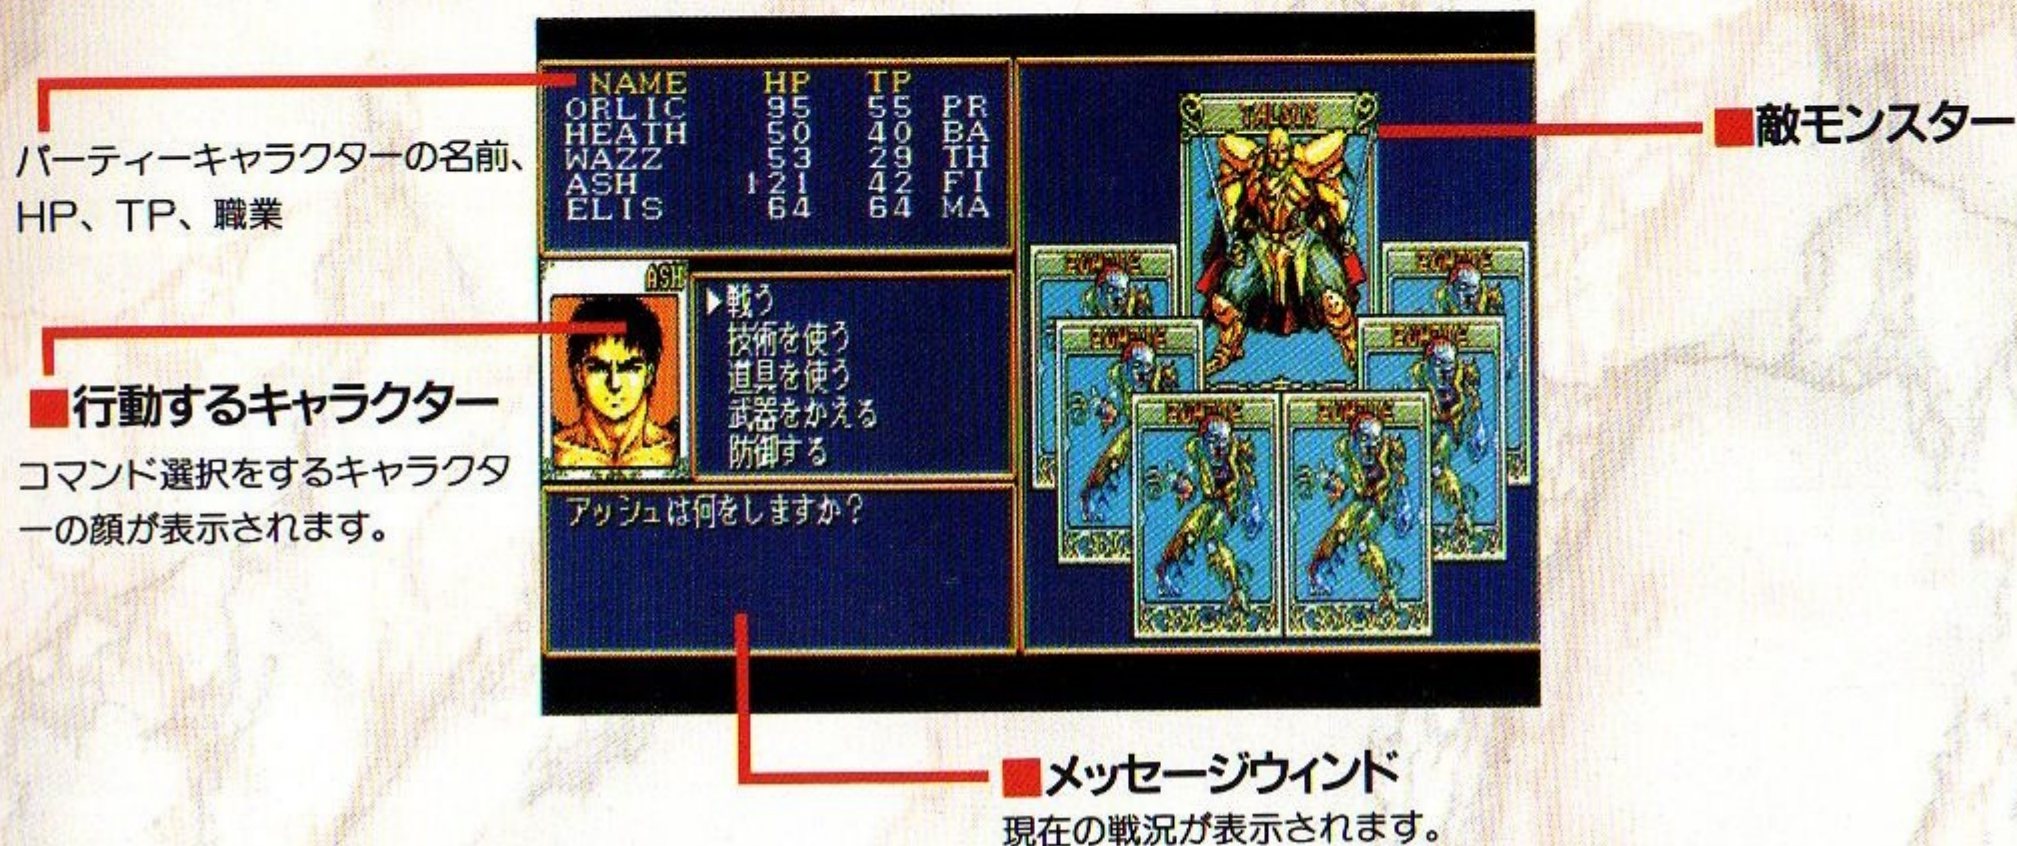 NAME HP TP
ORLIC 95 55 PR
HEATH 50 40 BA
WAZZ 53 29 TH
ASH 121 42 FI
ELIS 64 64 MA
パーティーキャラクターの名前、
HP、TP、職業
■敵モンスター
ASH
▶戦う
技術を使う
道具を使う
武器をかえる
防御する
■行動するキャラクター
コマンド選択をするキャラクタ
ーの顔が表示されます。
アッシュは何をしますか?
ZOMBIE
ZOMBIE
ZOMBIE
ZOMBIE
ZOMBIE
ZOMBIE
■メッセージウィンド
現在の戦況が表示されます。